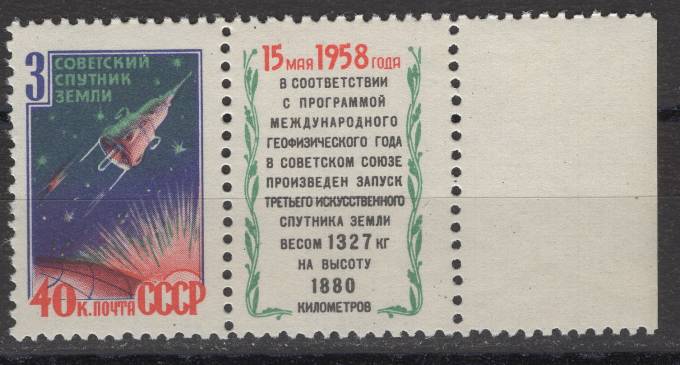 3 СОВЕТСКИЙ
СПУТНИК
ЗЕМЛИ
40 К. ПОЧТА СССР
15 МАЯ 1958 ГОДА
В СООТВЕТСТВИИ
С ПРОГРАММОЙ
МЕЖДУНАРОДНОГО
ГЕОФИЗИЧЕСКОГО ГОДА
В СОВЕТСКОМ СОЮЗЕ
ПРОИЗВЕДЕН ЗАПУСК
ТРЕТЬЕГО ИСКУССТВЕННОГО
СПУТНИКА ЗЕМЛИ
ВЕСОМ 1327 КГ
НА ВЫСОТУ
1880
КИЛОМЕТРОВ